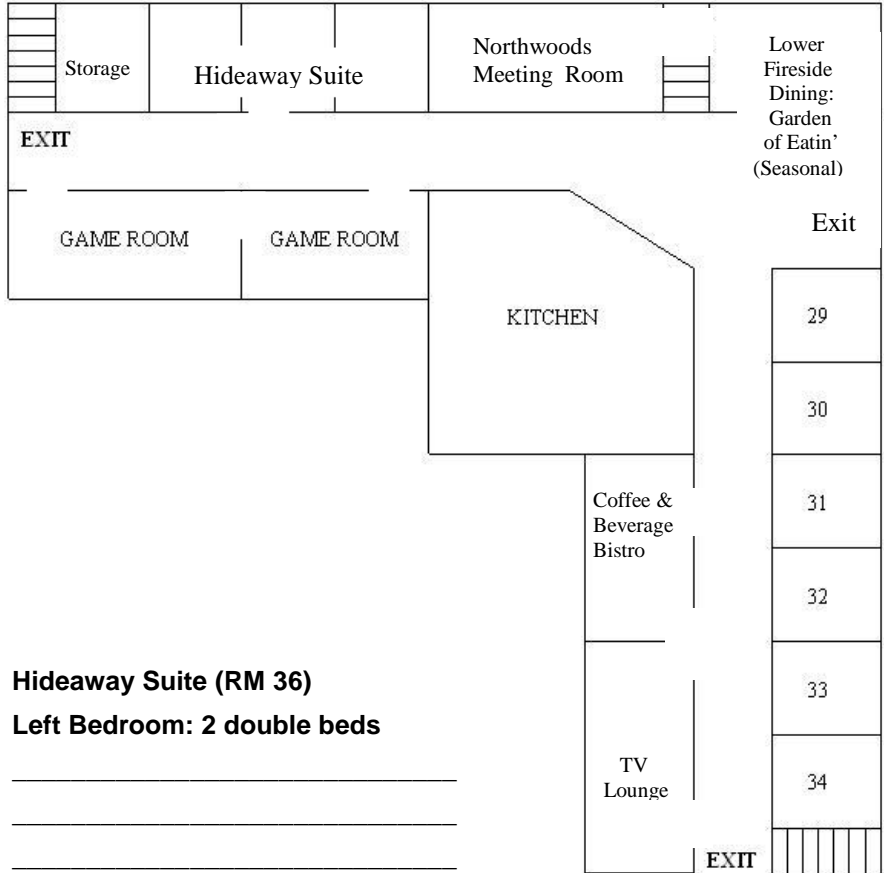 Storage
Hideaway Suite
Northwoods
Meeting Room
Lower
Fireside
Dining:
Garden
of Eatin’
(Seasonal)
EXIT
Exit
GAME ROOM
GAME ROOM
KITCHEN
29
30
31
32
33
34
Coffee &
Beverage
Bistro
TV
Lounge
EXIT
Hideaway Suite (RM 36)
Left Bedroom: 2 double beds